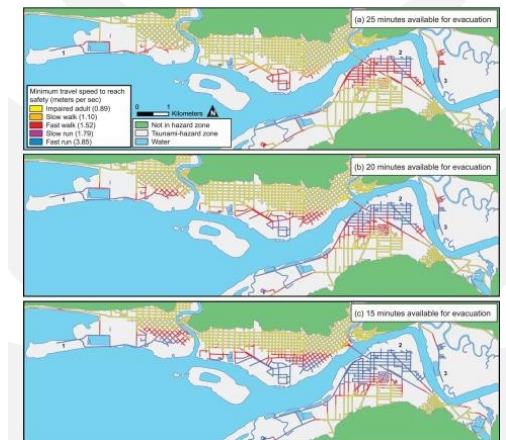 (a) 25 minutes available for evacuation
1
2
3
Minimum travel speed to reach
safety (meters per sec)
Impaired adult (0.89)
Slow walk (1.10)
Fast walk (1.52)
Slow run (1.79)
Fast run (3.85)
0 1
Kilometers
N
Not in hazard zone
Tsunami-hazard zone
Water
(b) 20 minutes available for evacuation
1
2
3
(c) 15 minutes available for evacuation
1
2
3